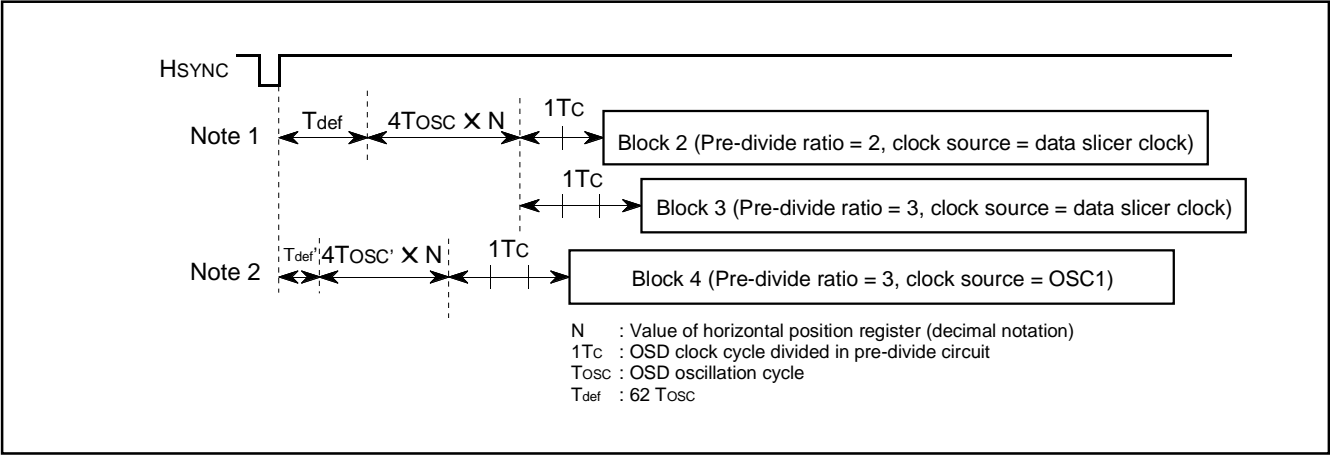 HSYNC
Note 1
Tdef
4TOSC × N
1TC
Block 2 (Pre-divide ratio = 2, clock source = data slicer clock)
1TC
Block 3 (Pre-divide ratio = 3, clock source = data slicer clock)
Note 2
Tdef'
4TOSC' × N
1TC
Block 4 (Pre-divide ratio = 3, clock source = OSC1)
N : Value of horizontal position register (decimal notation)
1TC : OSD clock cycle divided in pre-divide circuit
TOSC : OSD oscillation cycle
Tdef : 62 TOSC